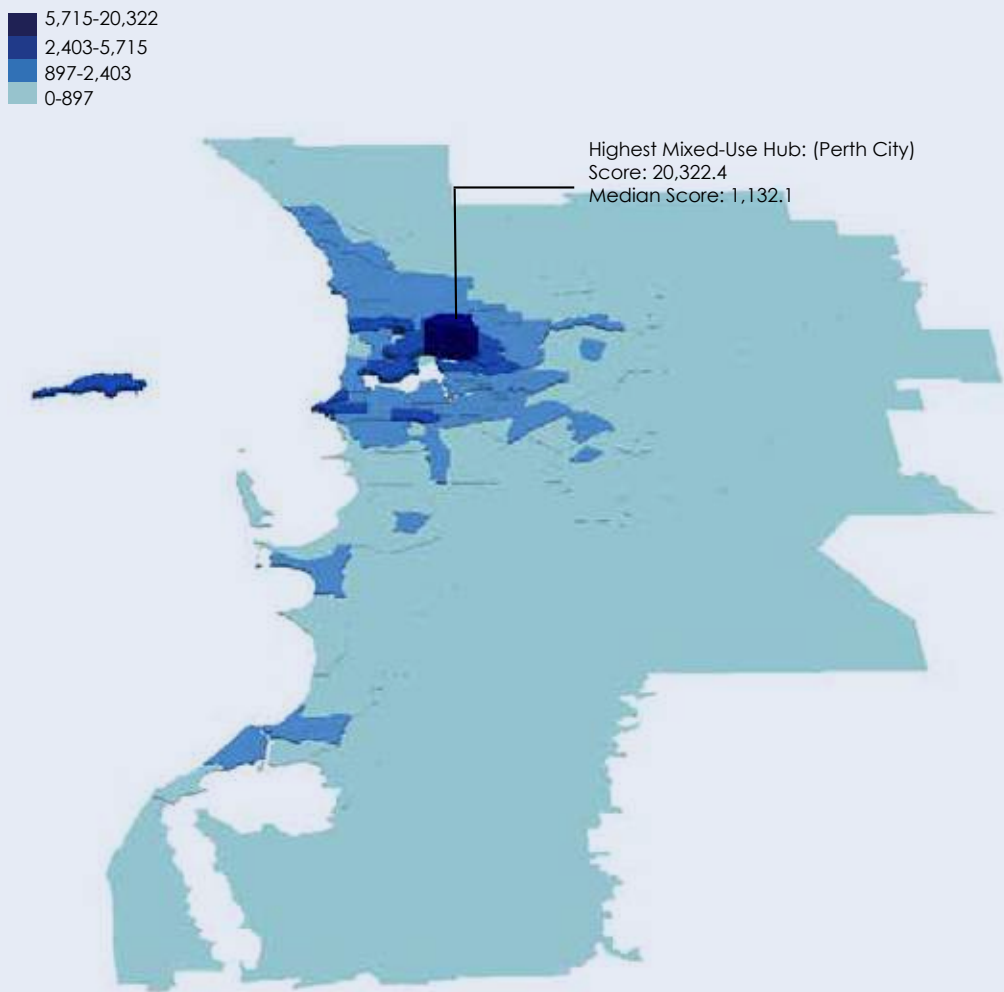 5,715-20,322
2,403-5,715
897-2,403
0-897
Highest Mixed-Use Hub: (Perth City)
Score: 20,322.4
Median Score: 1,132.1